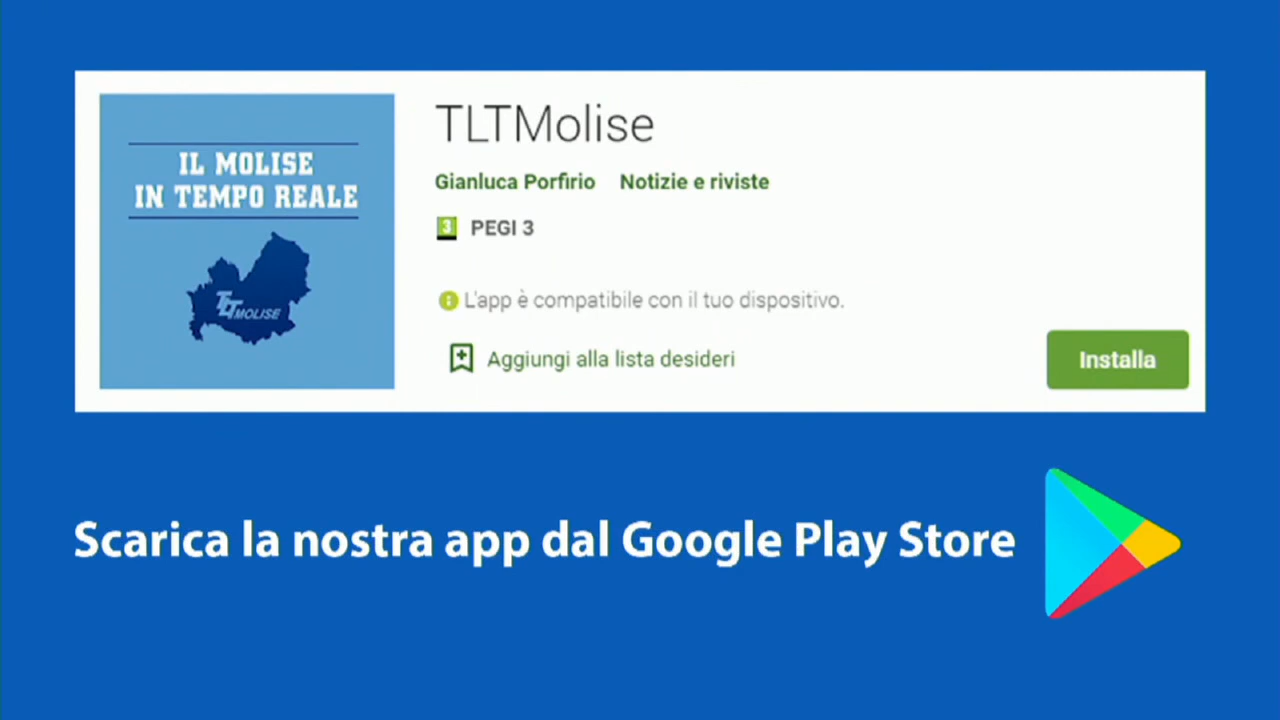 IL MOLISE
IN TEMPO REALE
TLTMOLISE
TLTMolise
Gianluca Porfirio Notizie e riviste
3 PEGI 3
L'app è compatibile con il tuo dispositivo.
Aggiungi alla lista desideri
Installa
Scarica la nostra app dal Google Play Store